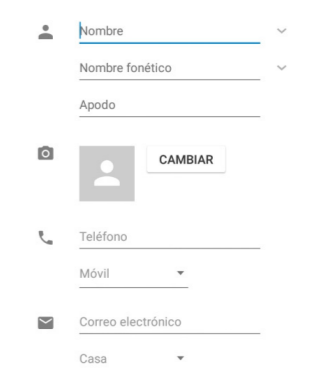 Nombre
Nombre fonético
Apodo
CAMBIAR
Teléfono
Móvil
Correo electrónico
Casa